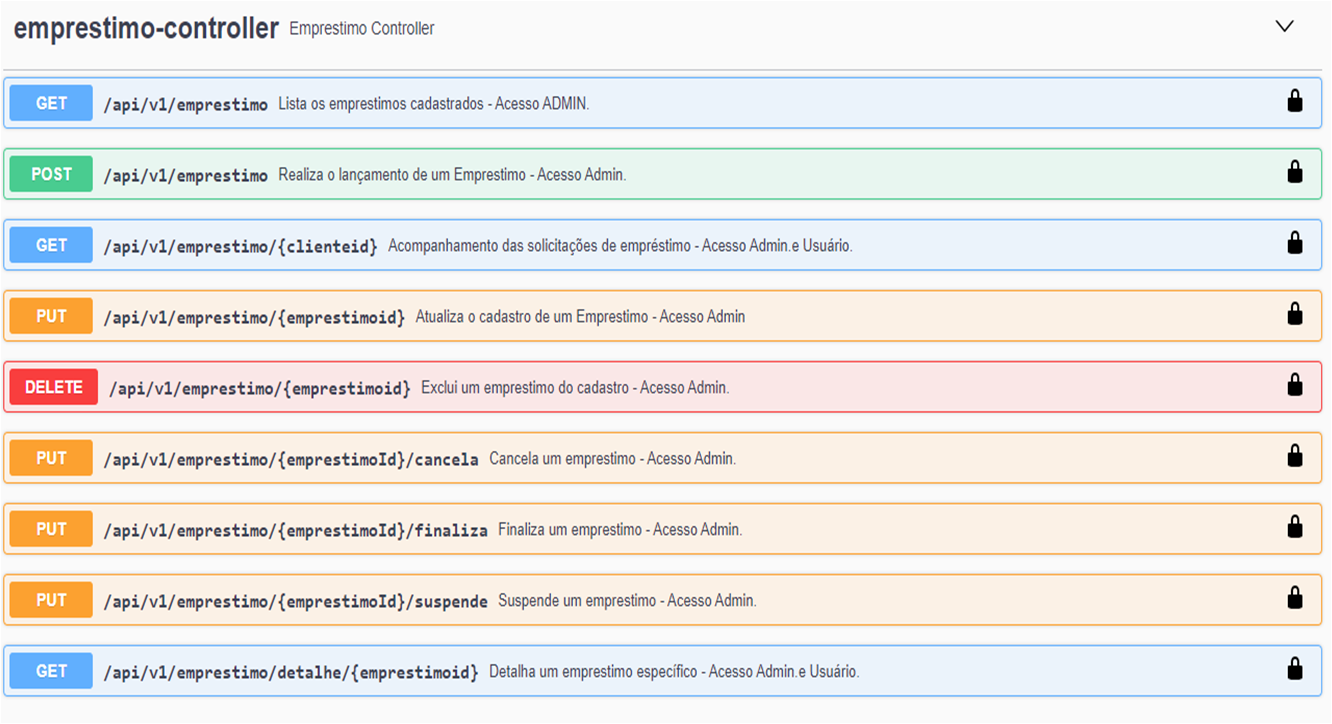 emprestimo-controller Emprestimo Controller
GET /api/v1/emprestimo Lista os emprestimos cadastrados - Acesso ADMIN.
POST /api/v1/emprestimo Realiza o lançamento de um Emprestimo - Acesso Admin.
GET /api/v1/emprestimo/{clienteid} Acompanhamento das solicitações de empréstimo - Acesso Admin.e Usuário.
PUT /api/v1/emprestimo/{emprestimoid} Atualiza o cadastro de um Emprestimo - Acesso Admin
DELETE /api/v1/emprestimo/{emprestimoid} Exclui um emprestimo do cadastro - Acesso Admin.
PUT /api/v1/emprestimo/{emprestimoId}/cancela Cancela um emprestimo - Acesso Admin.
PUT /api/v1/emprestimo/{emprestimoId}/finaliza Finaliza um emprestimo - Acesso Admin.
PUT /api/v1/emprestimo/{emprestimoId}/suspende Suspende um emprestimo - Acesso Admin.
GET /api/v1/emprestimo/detalhe/{emprestimoid} Detalha um emprestimo específico - Acesso Admin.e Usuário.